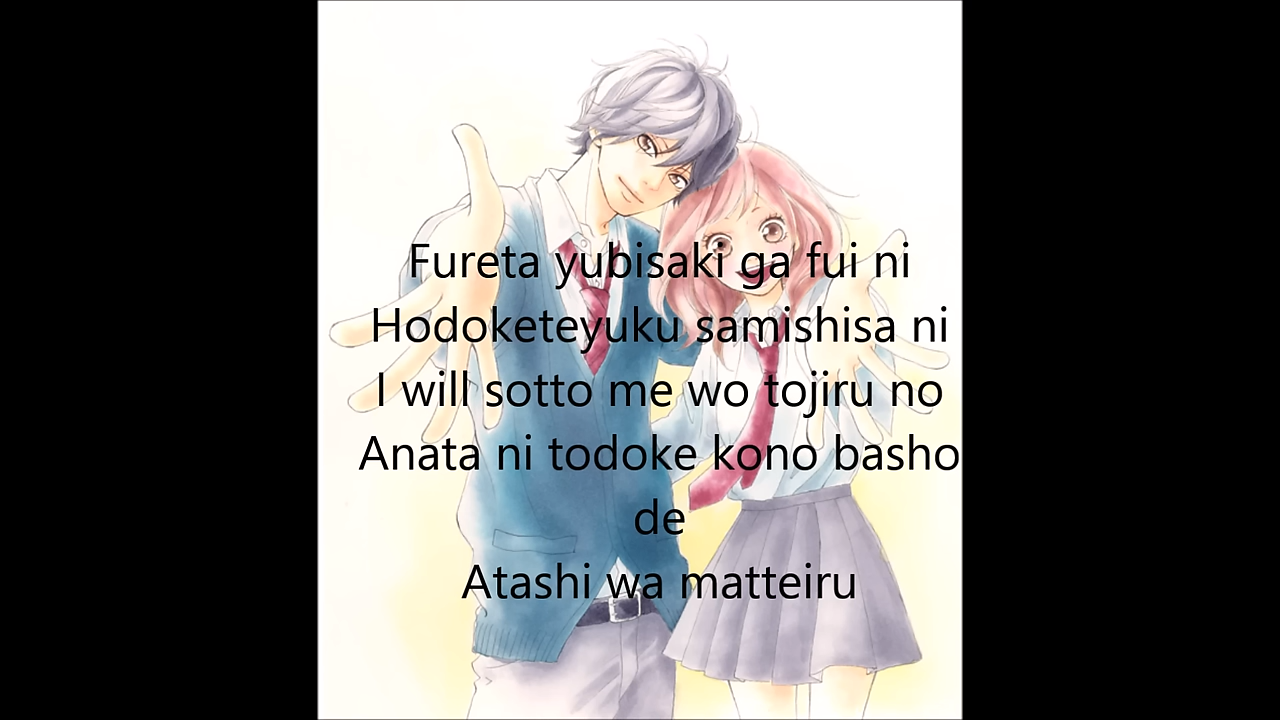 Fureta yubisaki ga fui ni
Hodoketeyuku samishisa ni
I will sotto me wo tojiru no
Anata ni todoke kono basho
de
Atashi wa matteiru